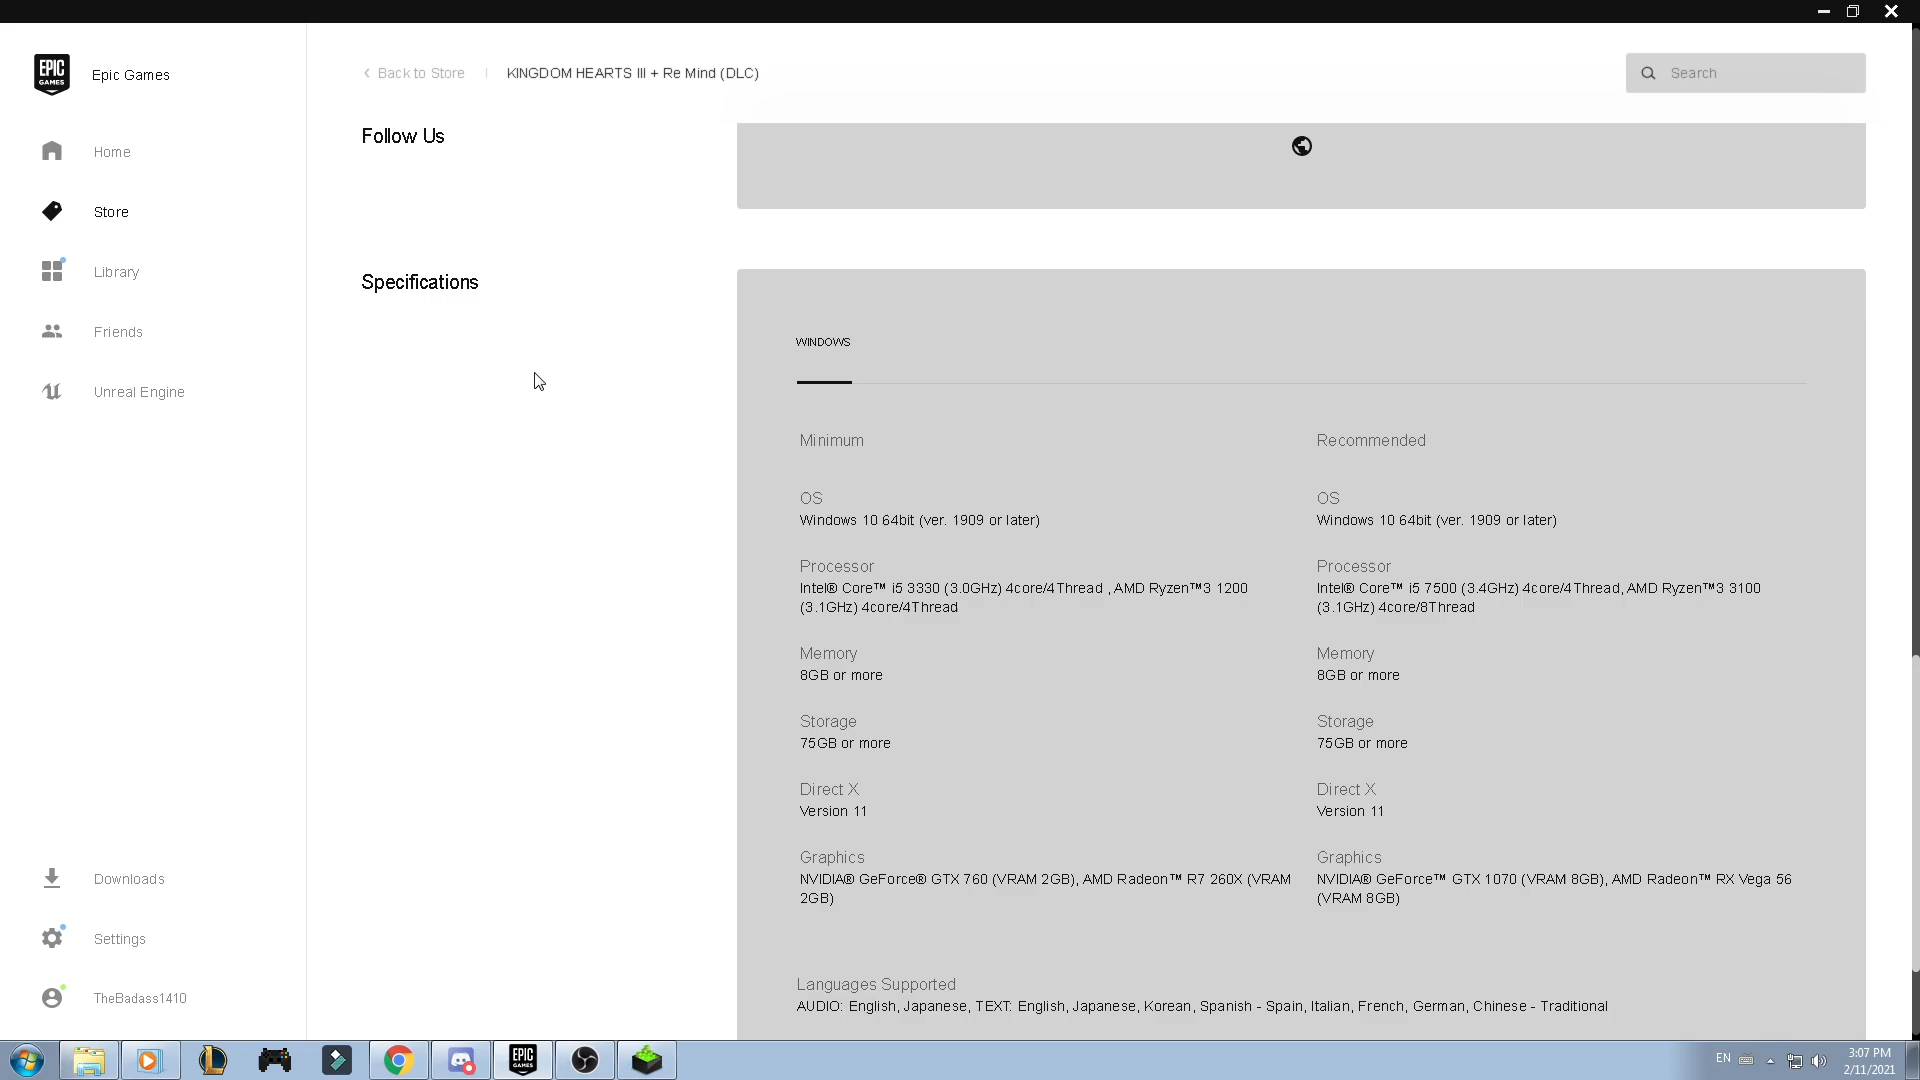 EPIC GAMES
Epic Games
Home
Store
Library
Friends
Unreal Engine
Downloads
Settings
TheBadass1410
Back to Store
KINGDOM HEARTS III + Re Mind (DLC)
Search
Follow Us
Specifications
WINDOWS
Minimum
OS
Windows 10 64bit (ver. 1909 or later)
Processor
Intel® Core™ i5 3330 (3.0GHz) 4core/4Thread , AMD Ryzen™3 1200
(3.1GHz) 4core/4Thread
Memory
8GB or more
Storage
75GB or more
Direct X
Version 11
Graphics
NVIDIA® GeForce® GTX 760 (VRAM 2GB), AMD Radeon™ R7 260X (VRAM
2GB)
Recommended
OS
Windows 10 64bit (ver. 1909 or later)
Processor
Intel® Core™ i5 7500 (3.4GHz) 4core/4Thread, AMD Ryzen™3 3100
(3.1GHz) 4core/8Thread
Memory
8GB or more
Storage
75GB or more
Direct X
Version 11
Graphics
NVIDIA® GeForce™ GTX 1070 (VRAM 8GB), AMD Radeon™ RX Vega 56
(VRAM 8GB)
Languages Supported
AUDIO: English, Japanese, TEXT: English, Japanese, Korean, Spanish - Spain, Italian, French, German, Chinese - Traditional
EPIC GAMES
EN
3:07 PM
2/11/2021